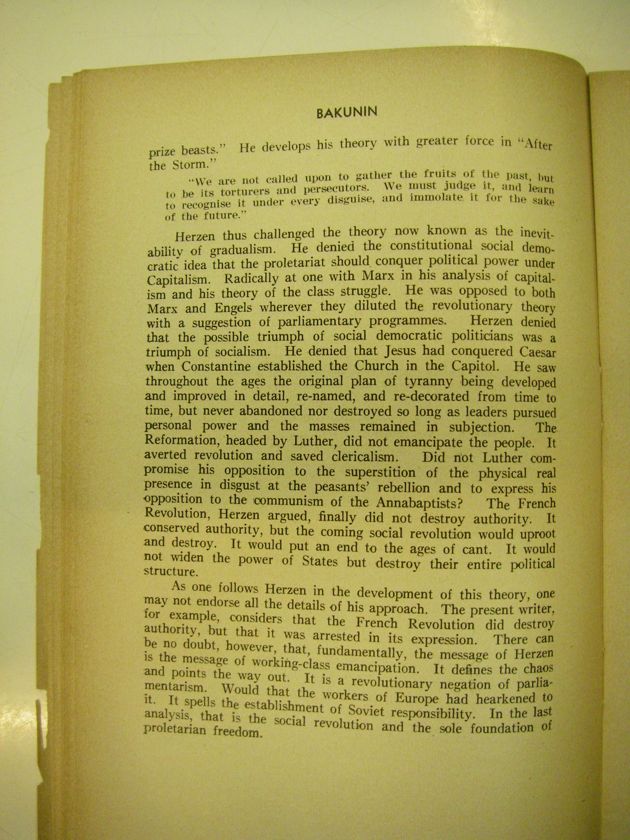 BAKUNIN
prize beasts." He develops his theory with greater force in "After
the Storm."
"We are not called upon to gather the fruits of the past, but
to be its torturers and persecutors. We must judge it, and learn
to recognise it under every disguise, and immolate it for the sake
of the future."
Herzen thus challenged the theory now known as the inevit-
ability of gradualism. He denied the constitutional social demo-
cratic idea that the proletariat should conquer political power under
Capitalism. Radically at one with Marx in his analysis of capital-
ism and his theory of the class struggle. He was opposed to both
Marx and Engels wherever they diluted the revolutionary theory
with a suggestion of parliamentary programmes. Herzen denied
that the possible triumph of social democratic politicians was a
triumph of socialism. He denied that Jesus had conquered Caesar
when Constantine established the Church in the Capitol. He saw
throughout the ages the original plan of tyranny being developed
and improved in detail, re-named, and re-decorated from time to
time, but never abandoned nor destroyed so long as leaders pursued
personal power and the masses remained in subjection. The
Reformation, headed by Luther, did not emancipate the people. It
averted revolution and saved clericalism. Did not Luther com-
promise his opposition to the superstition of the physical real
presence in disgust at the peasants' rebellion and to express his
opposition to the communism of the Annabaptists? The French
Revolution, Herzen argued, finally did not destroy authority. It
conserved authority, but the coming social revolution would uproot
and destroy. It would put an end to the ages of cant. It would
not widen the power of States but destroy their entire political
structure.
As one follows Herzen in the development of this theory, one
may not endorse all the details of his approach. The present writer,
for example, considers that the French Revolution did destroy
authority, but that it was arrested in its expression. There can
be no doubt, however, that, fundamentally, the message of Herzen
is the message of working-class emancipation. It defines the chaos
and points the way out. It is a revolutionary negation of parlia-
mentarism. Would that the workers of Europe had hearkened to
it. It spells the establishment of Soviet responsibility. In the last
analysis, that is the social revolution and the sole foundation of
proletarian freedom.